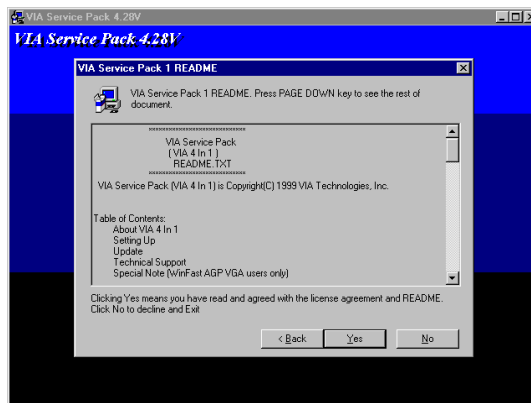 VIA Service Pack 4.28V
VIA Service Pack 4.28V
VIA Service Pack 1 README
VIA Service Pack 1 README. Press PAGE DOWN key to see the rest of
document.
==========================
VIA Service Pack
( VIA 4 In 1 )
README.TXT
==========================
VIA Service Pack (VIA 4 In 1) is Copyright(C) 1999 VIA Technologies, Inc.
Table of Contents:
About VIA 4 In 1
Setting Up
Update
Technical Support
Special Note (WinFast AGP VGA users only)
Clicking Yes means you have read and agreed with the license agreement and README.
Click No to decline and Exit
< Back
Yes
No